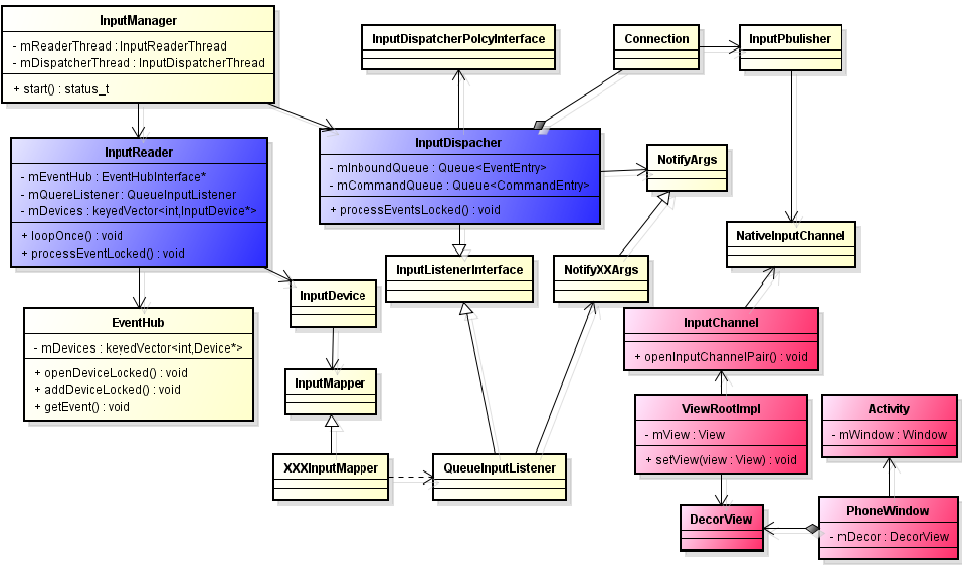 InputManager
- mReaderThread : InputReaderThread
- mDispatcherThread : InputDispatcherThread
+ start() : status_t
InputDispatcherPolcyInterface
Connection
InputPbulisher
InputReader
- mEventHub : EventHubInterface*
- mQuereListener : QueueInputListener
- mDevices : keyedVector<int,InputDevice*>
+ loopOnce() : void
+ processEventLocked() : void
InputDispacher
- mInboundQueue : Queue<EventEntry>
- mCommandQueue : Queue<CommandEntry>
+ processEventsLocked() : void
NotifyArgs
NativeInputChannel
InputListenerInterface
NotifyXXArgs
InputDevice
EventHub
- mDevices : keyedVector<int,Device*>
+ openDeviceLocked() : void
+ addDeviceLocked() : void
+ getEvent() : void
InputChannel
+ openInputChannelPair() : void
InputMapper
ViewRootImpl
- mView : View
+ setView(view : View) : void
Activity
- mWindow : Window
XXXInputMapper
QueueInputListener
DecorView
PhoneWindow
- mDecor : DecorView